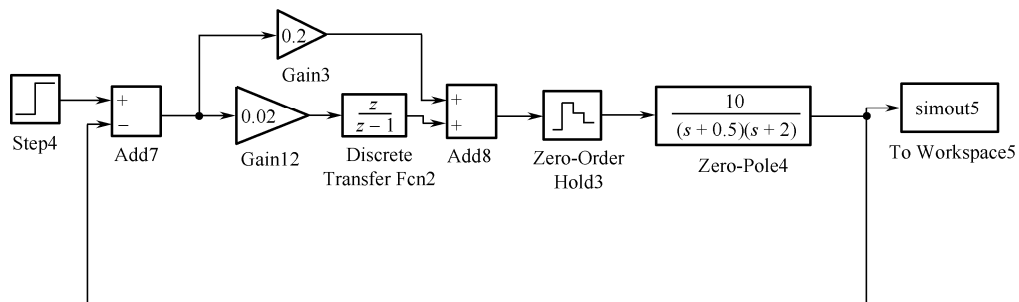 0.2
Gain3
Step4
+
−
Add7
0.02
Gain12
z
z − 1
Discrete
Transfer Fcn2
+
+
Add8
Zero-Order
Hold3
10
(s + 0.5)(s + 2)
Zero-Pole4
simout5
To Workspace5